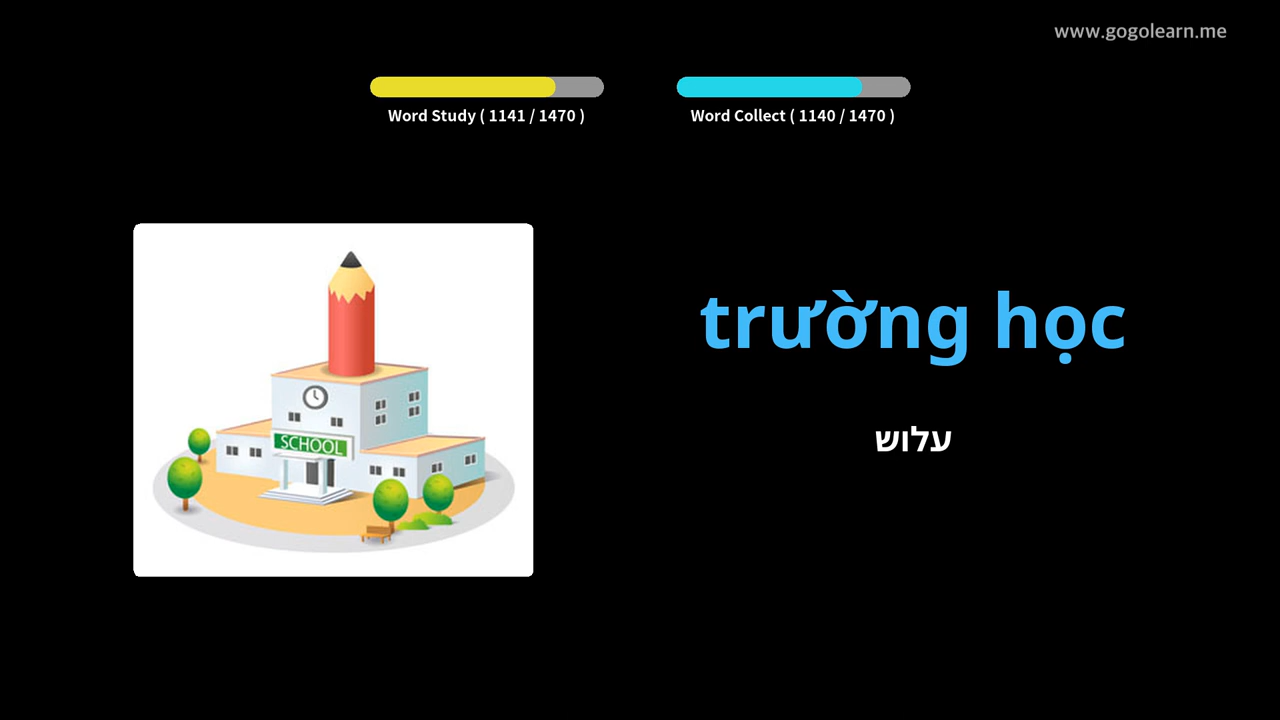 www.gogolearn.me
Word Study ( 1141 / 1470 )
Word Collect ( 1140 / 1470 )
SCHOOL
trường học
עלוש